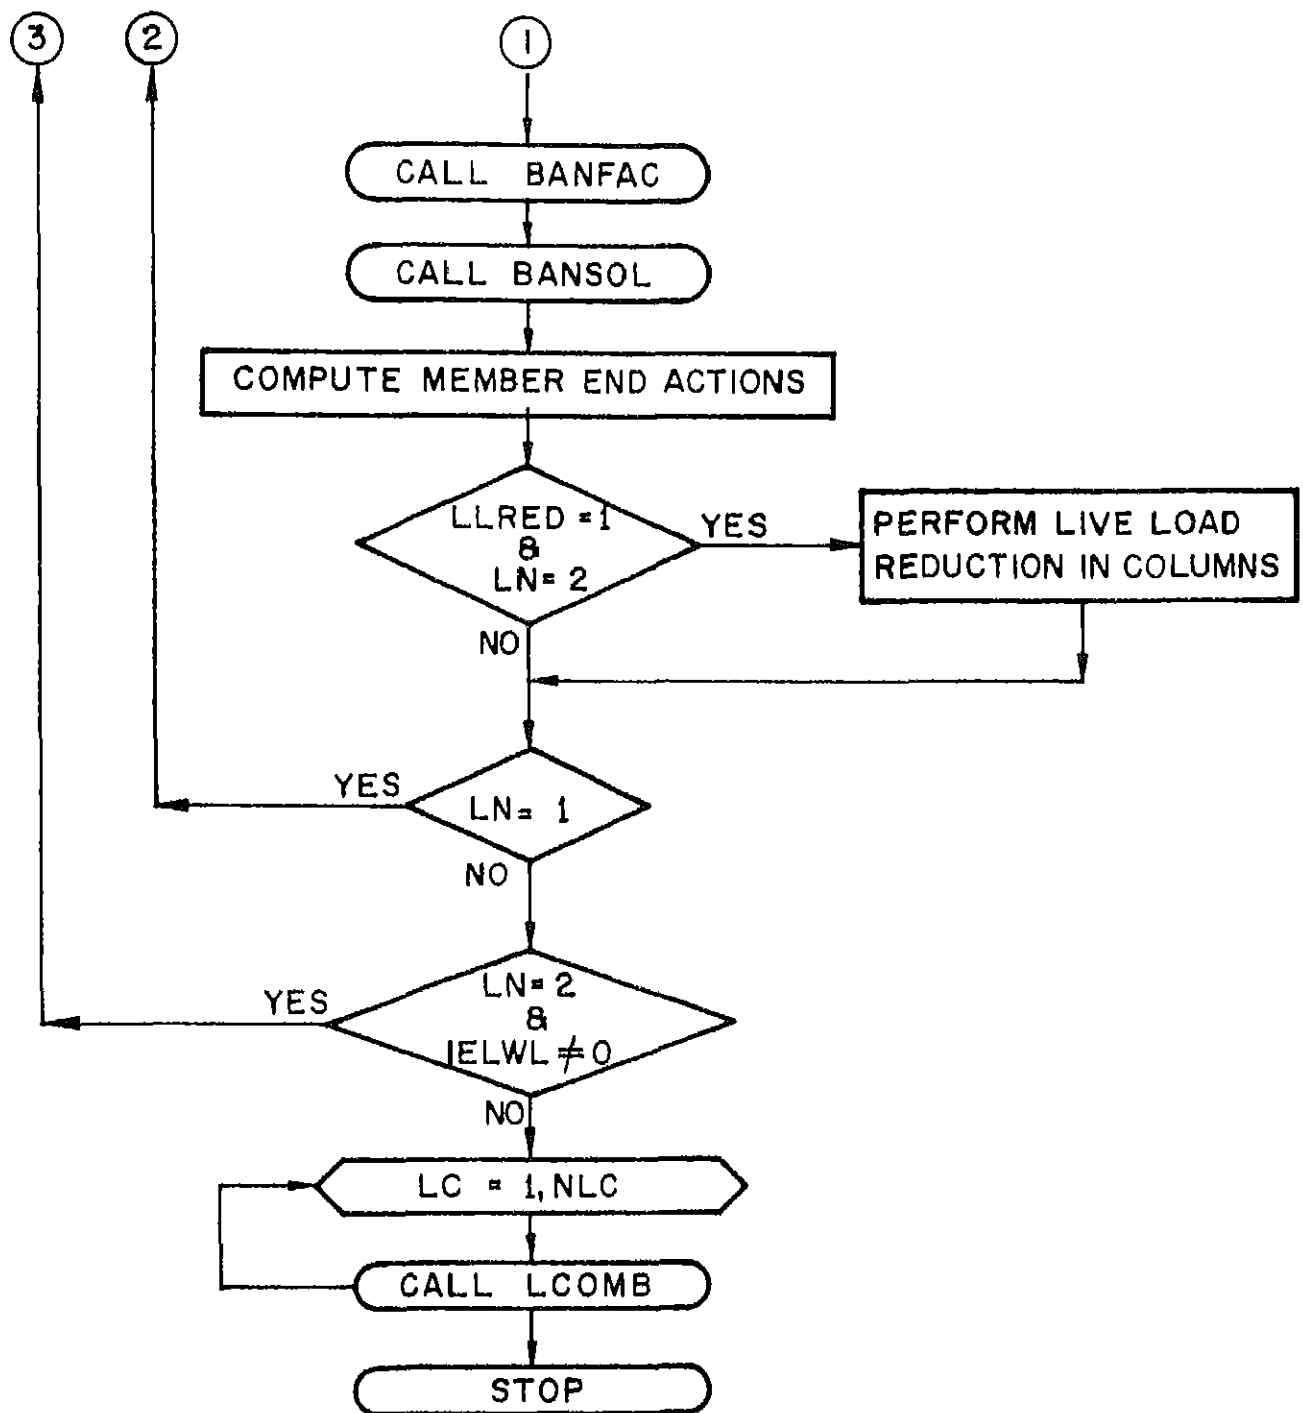 3 2 1
CALL BANFAC
CALL BANSOL
COMPUTE MEMBER END ACTIONS
LLRED = 1
&
LN = 2
YES
PERFORM LIVE LOAD
REDUCTION IN COLUMNS
NO
YES
LN = 1
NO
YES
LN = 2
&
IELWL ≠ 0
NO
LC = 1, NLC
CALL LCOMB
STOP